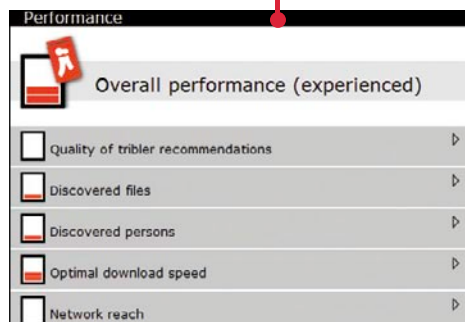 Performance
Overall performance (experienced)
Quality of tribler recommendations
Discovered files
Discovered persons
Optimal download speed
Network reach